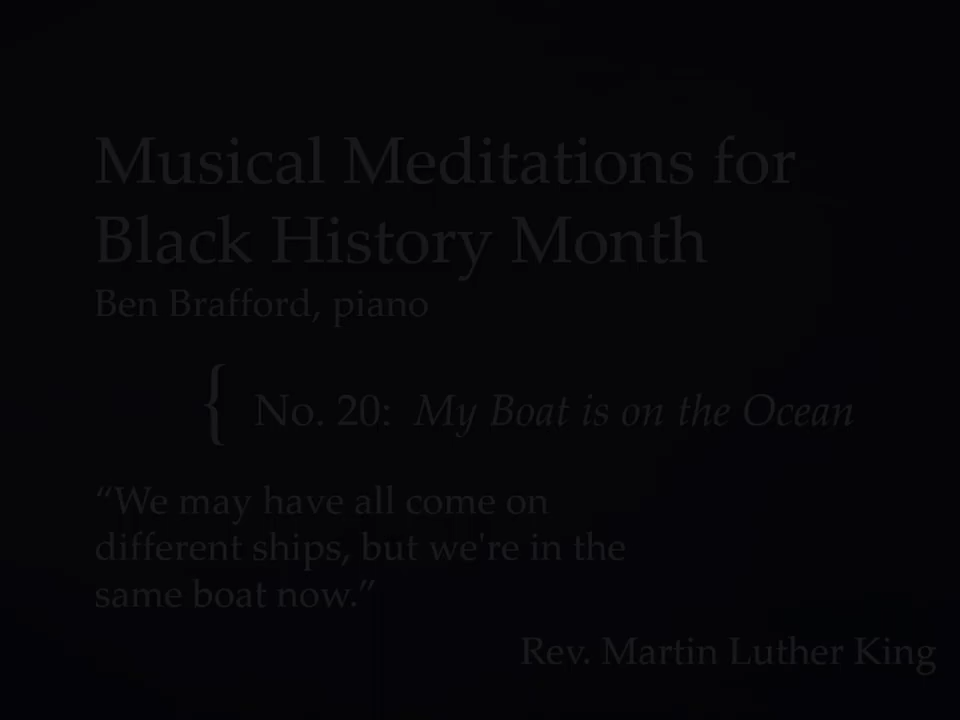 Musical Meditations for
Black History Month
Ben Brafford, piano
{ No. 20: My Boat is on the Ocean
“We may have all come on
different ships, but we're in the
same boat now.”
Rev. Martin Luther King